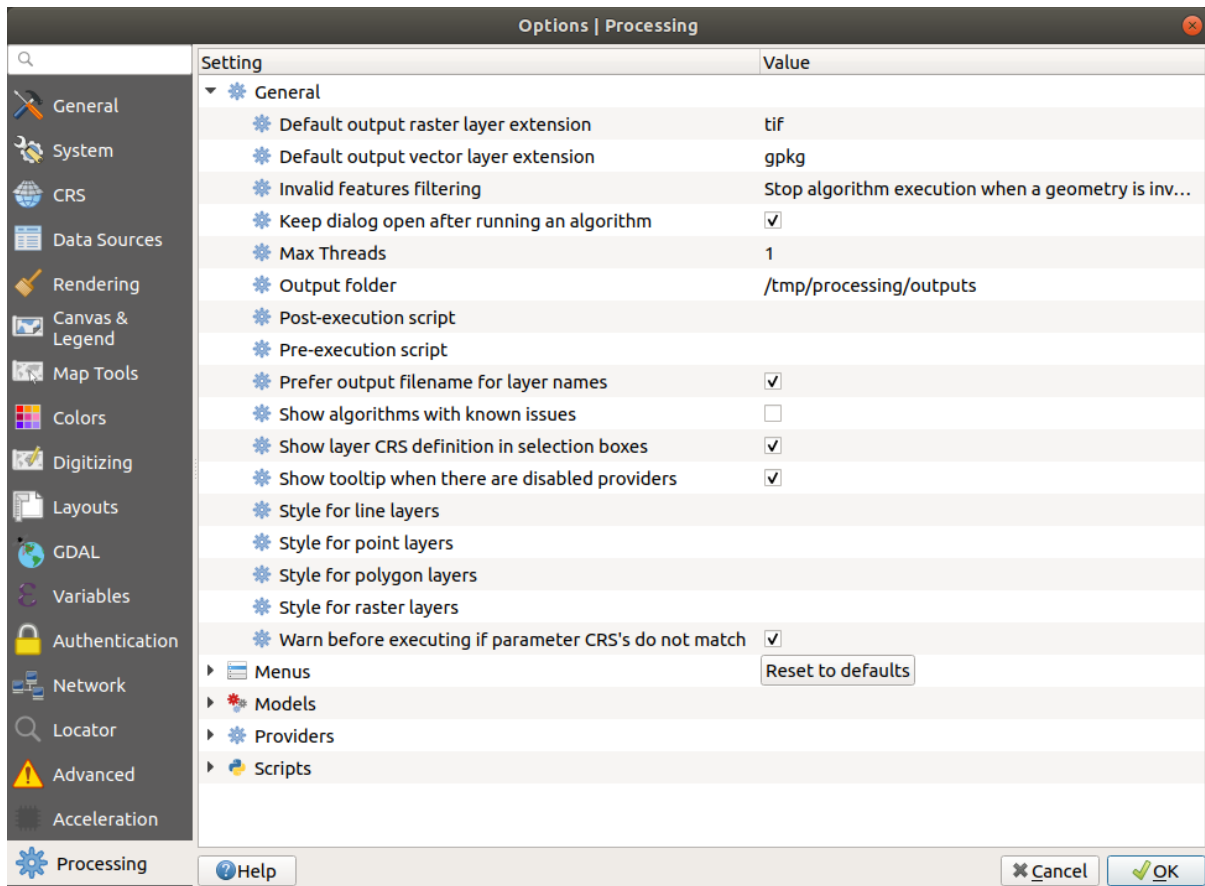 Options | Processing
General
System
CRS
Data Sources
Rendering
Canvas &
Legend
Map Tools
Colors
Digitizing
Layouts
GDAL
Variables
Authentication
Network
Locator
Advanced
Acceleration
Processing
Setting Value
General
Default output raster layer extension tif
Default output vector layer extension gpkg
Invalid features filtering Stop algorithm execution when a geometry is inv...
Keep dialog open after running an algorithm
Max Threads 1
Output folder /tmp/processing/outputs
Post-execution script
Pre-execution script
Prefer output filename for layer names
Show algorithms with known issues
Show layer CRS definition in selection boxes
Show tooltip when there are disabled providers
Style for line layers
Style for point layers
Style for polygon layers
Style for raster layers
Warn before executing if parameter CRS's do not match
Menus Reset to defaults
Models
Providers
Scripts
Help Cancel OK